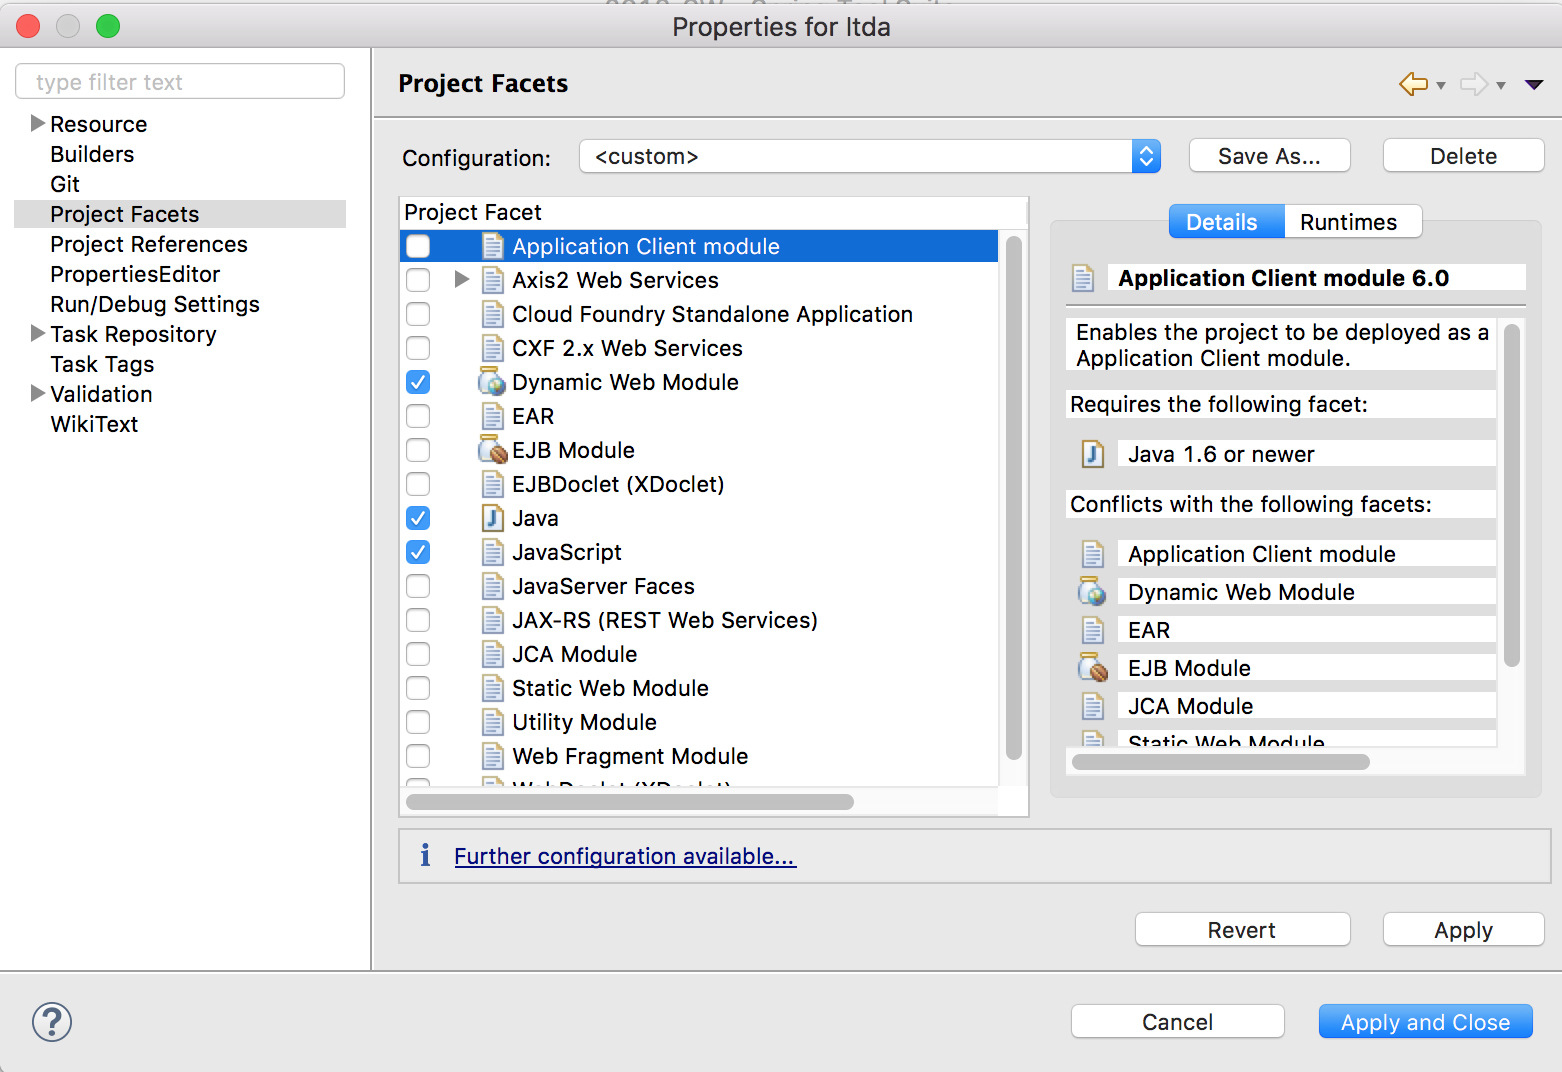 Properties for ltda
type filter text
Resource
Builders
Git
Project Facets
Project References
PropertiesEditor
Run/Debug Settings
Task Repository
Task Tags
Validation
WikiText
Project Facets
Configuration:
<custom>
Save As...
Delete
Project Facet
Application Client module
Axis2 Web Services
Cloud Foundry Standalone Application
CXF 2.x Web Services
Dynamic Web Module
EAR
EJB Module
EJBDoclet (XDoclet)
Java
JavaScript
JavaServer Faces
JAX-RS (REST Web Services)
JCA Module
Static Web Module
Utility Module
Web Fragment Module
WebDoclet (XDoclet)
Details
Runtimes
Application Client module 6.0
Enables the project to be deployed as a
Application Client module.
Requires the following facet:
Java 1.6 or newer
Conflicts with the following facets:
Application Client module
Dynamic Web Module
EAR
EJB Module
JCA Module
Static Web Module
Further configuration available...
Revert
Apply
Cancel
Apply and Close